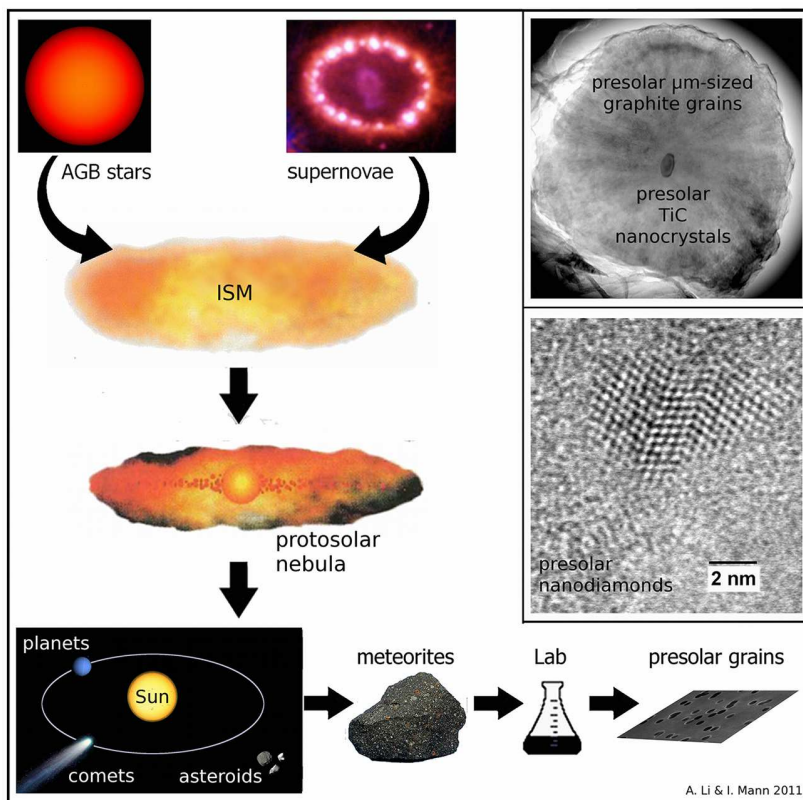 AGB stars
supernovae
ISM
protosolar
nebula
planets
Sun
comets
asteroids
meteorites
Lab
presolar grains
presolar μm-sized
graphite grains
presolar
TiC
nanocrystals
presolar
nanodiamonds
2 nm
A. Li & I. Mann 2011